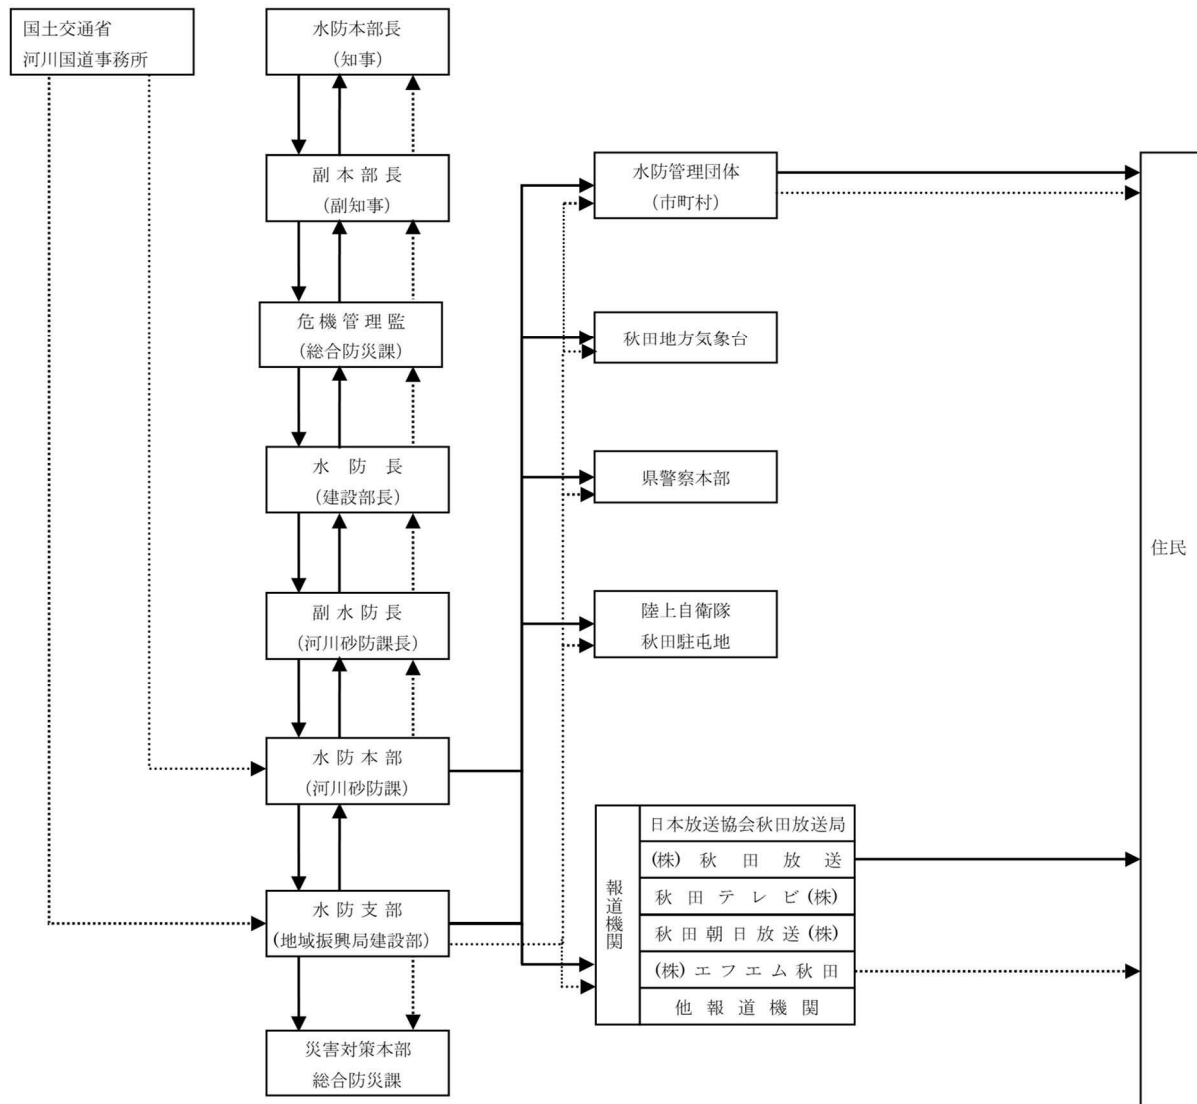 国土交通省
河川国道事務所
水防本部長
(知事)
副木部長
(副知事)
危機管理監
(総合防災課)
水防長
(建設部長)
副水防長
(河川砂防課長)
水防本部
(河川砂防課)
水防支部
(地域振興局建設部)
災害対策本部
総合防災課
水防管理団体
(市町村)
秋田地方気象台
県警察本部
陸上自衛隊
秋田駐屯地
報道機関
日本放送協会秋田放送局
(株)秋田放送
秋田テレビ(株)
秋田朝日放送(株)
(株)エフエム秋田
他報道機関
住民